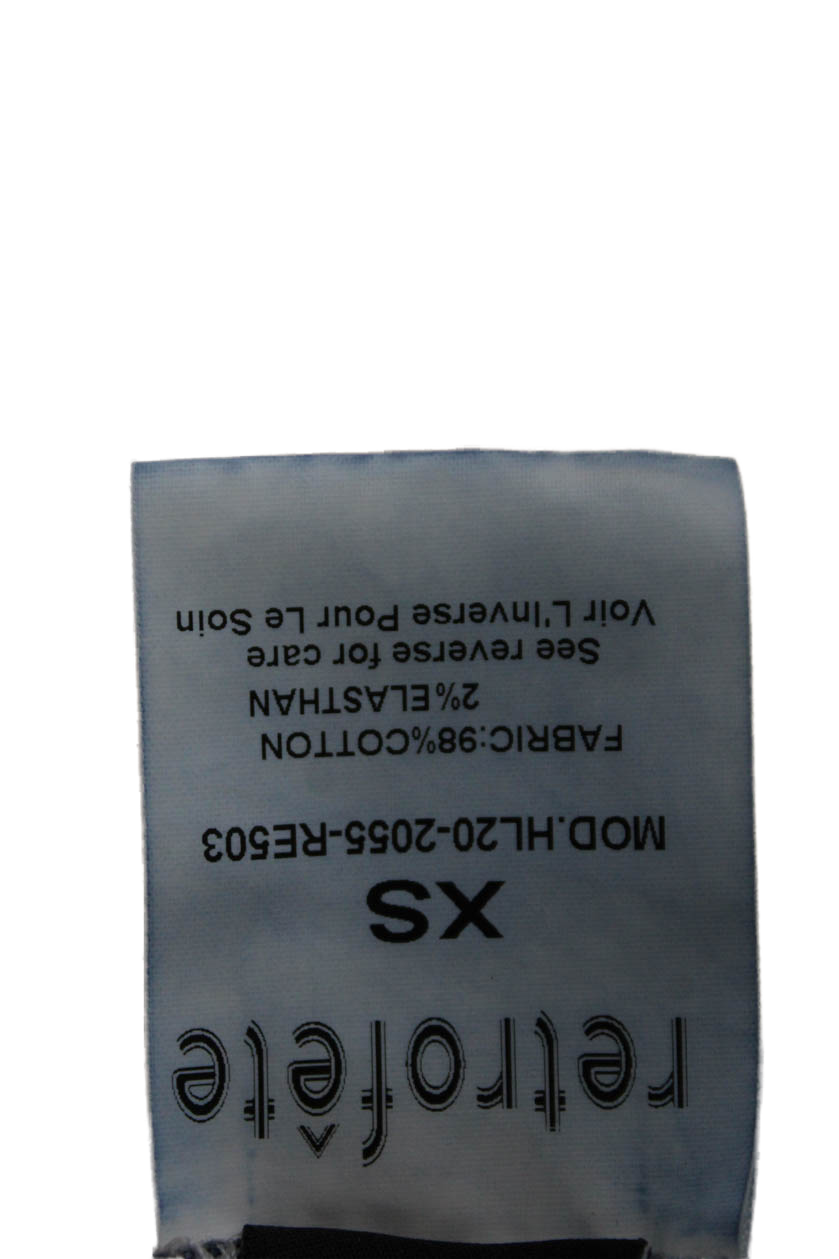 retrofête
XS
MOD.HL20-2055-RE503
FABRIC:98%COTTON
2%ELASTHAN
See reverse for care
Voir L'Inverse Pour Le Soin